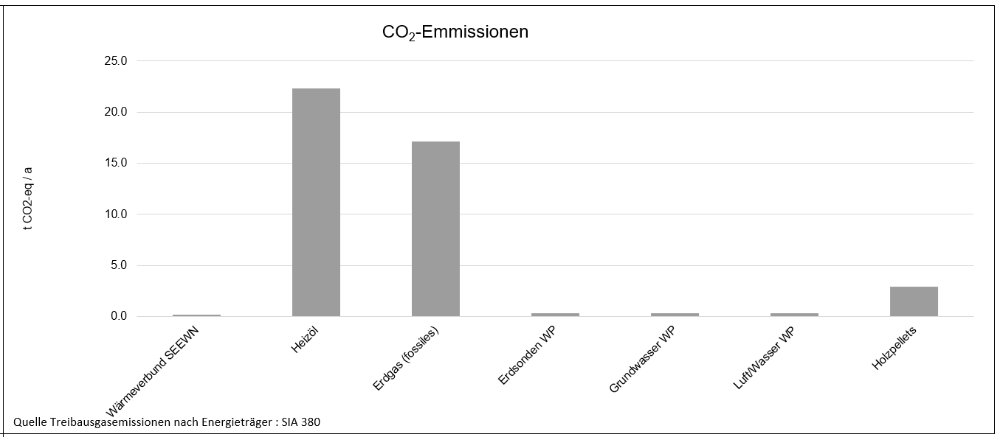 CO₂-Emmissionen
25.0
20.0
15.0
10.0
5.0
0.0
t CO2-eq / a
Wärmeverbund SEEWN
Heizöl
Erdgas (fossiles)
Erdsonden WP
Grundwasser WP
Luft/Wasser WP
Holzpellets
Quelle Treibausgasemissionen nach Energieträger : SIA 380